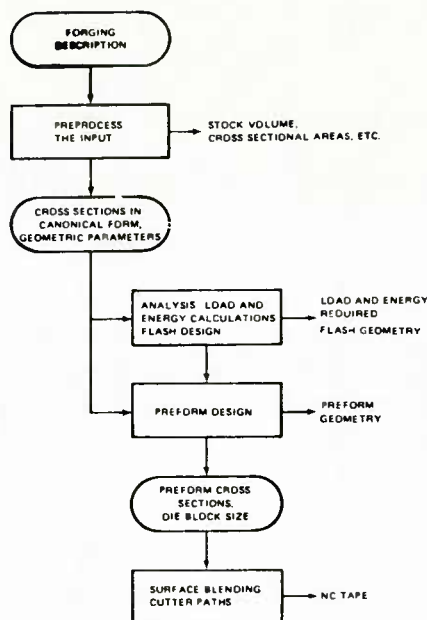 FORGING
DESCRIPTION
PREPROCESS
THE INPUT
STOCK VOLUME,
CROSS SECTIONAL AREAS, ETC.
CROSS SECTIONS IN
CANONICAL FORM,
GEOMETRIC PARAMETERS
ANALYSIS LOAD AND
ENERGY CALCULATIONS
FLASH DESIGN
LOAD AND ENERGY
REQUIRED
FLASH GEOMETRY
PREFORM DESIGN
PREFORM
GEOMETRY
PREFORM CROSS
SECTIONS,
DIE BLOCK SIZE
SURFACE BLENDING
CUTTER PATHS
NC TAPE